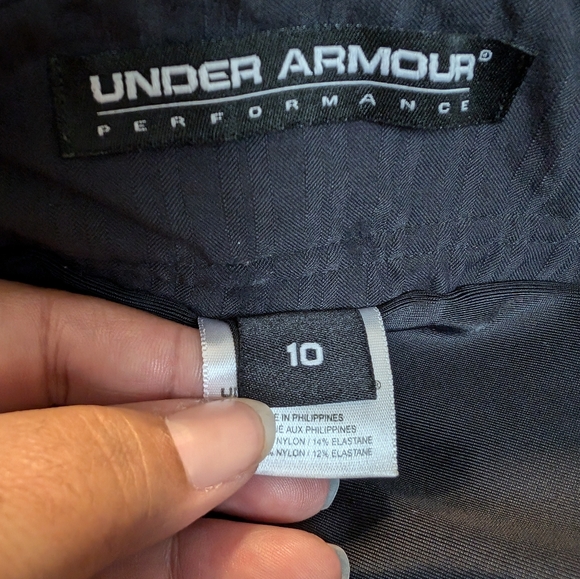 UNDER ARMOUR®
PERFORMANCE
10
®
IN PHILIPPINES
AUX PHILIPPINES
NYLON / 14% ELASTANE
NYLON / 12% ELASTANE